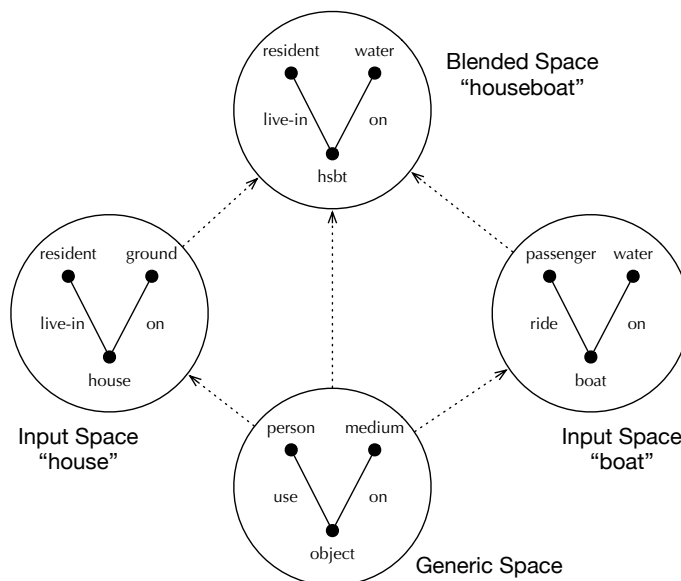 resident water
Blended Space
"houseboat"
live-in on
hsbt
resident ground
passenger water
live-in on
ride on
house
boat
Input Space
"house"
person medium
Input Space
"boat"
use on
object
Generic Space